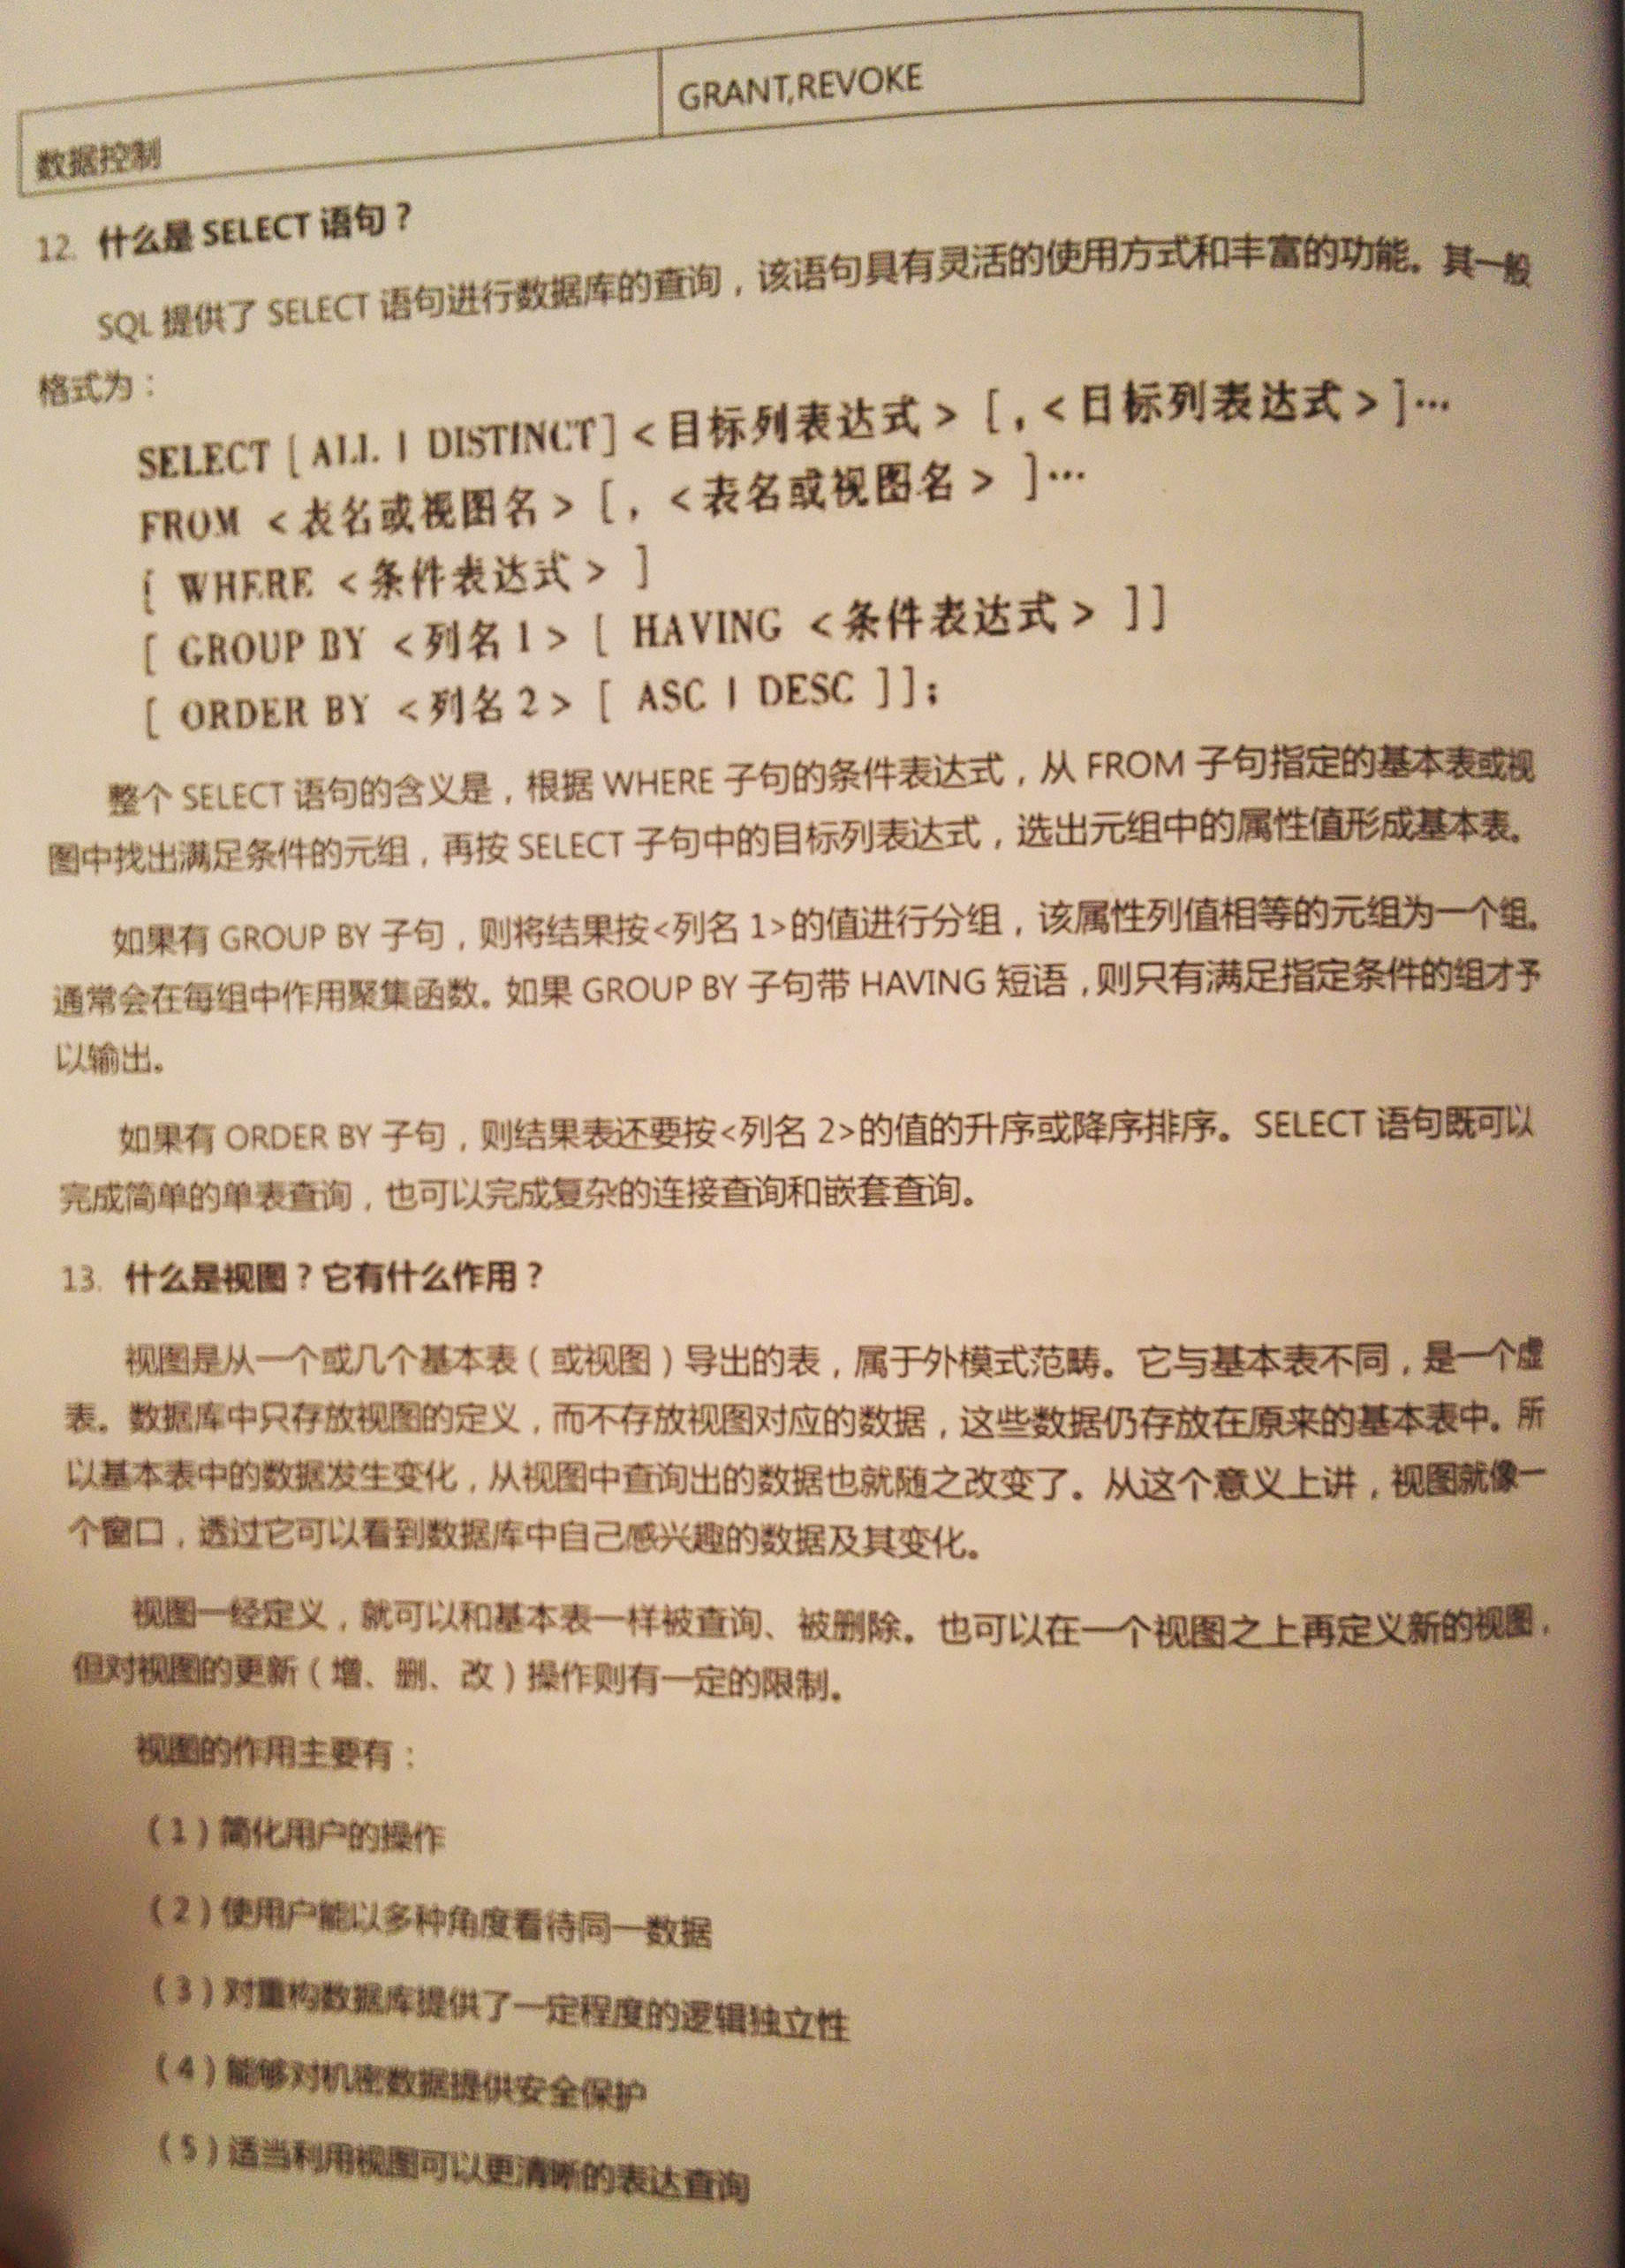 数据控制 GRANT,REVOKE
12. 什么是 SELECT 语句？
SQL 提供了 SELECT 语句进行数据库的查询，该语句具有灵活的使用方式和丰富的功能。其一般
格式为：
SELECT [ ALL | DISTINCT] <目标列表达式> [, <目标列表达式> ]…
FROM <表名或视图名> [, <表名或视图名> ]…
[ WHERE <条件表达式> ]
[ GROUP BY <列名 1> [ HAVING <条件表达式> ]]
[ ORDER BY <列名 2> [ ASC | DESC ]];
整个 SELECT 语句的含义是，根据 WHERE 子句的条件表达式，从 FROM 子句指定的基本表或视
图中找出满足条件的元组，再按 SELECT 子句中的目标列表达式，选出元组中的属性值形成基本表。
如果有 GROUP BY 子句，则将结果按<列名 1>的值进行分组，该属性列值相等的元组为一个组。
通常会在每组中作用聚集函数。如果 GROUP BY 子句带 HAVING 短语，则只有满足指定条件的组才予
以输出。
如果有 ORDER BY 子句，则结果表还要按<列名 2>的值的升序或降序排序。SELECT 语句既可以
完成简单的单表查询，也可以完成复杂的连接查询和嵌套查询。
13. 什么是视图？它有什么作用？
视图是从一个或几个基本表（或视图）导出的表，属于外模式范畴。它与基本表不同，是一个虚
表。数据库中只存放视图的定义，而不存放视图对应的数据，这些数据仍存放在原来的基本表中。所
以基本表中的数据发生变化，从视图中查询出的数据也就随之改变了。从这个意义上讲，视图就像一
个窗口，透过它可以看到数据库中自己感兴趣的数据及其变化。
视图一经定义，就可以和基本表一样被查询、被删除。也可以在一个视图之上再定义新的视图，
但对视图的更新（增、删、改）操作则有一定的限制。
视图的作用主要有：
（1）简化用户的操作
（2）使用户能以多种角度看待同一数据
（3）对重构数据库提供了一定程度的逻辑独立性
（4）能够对机密数据提供安全保护
（5）适当利用视图可以更清晰的表达查询